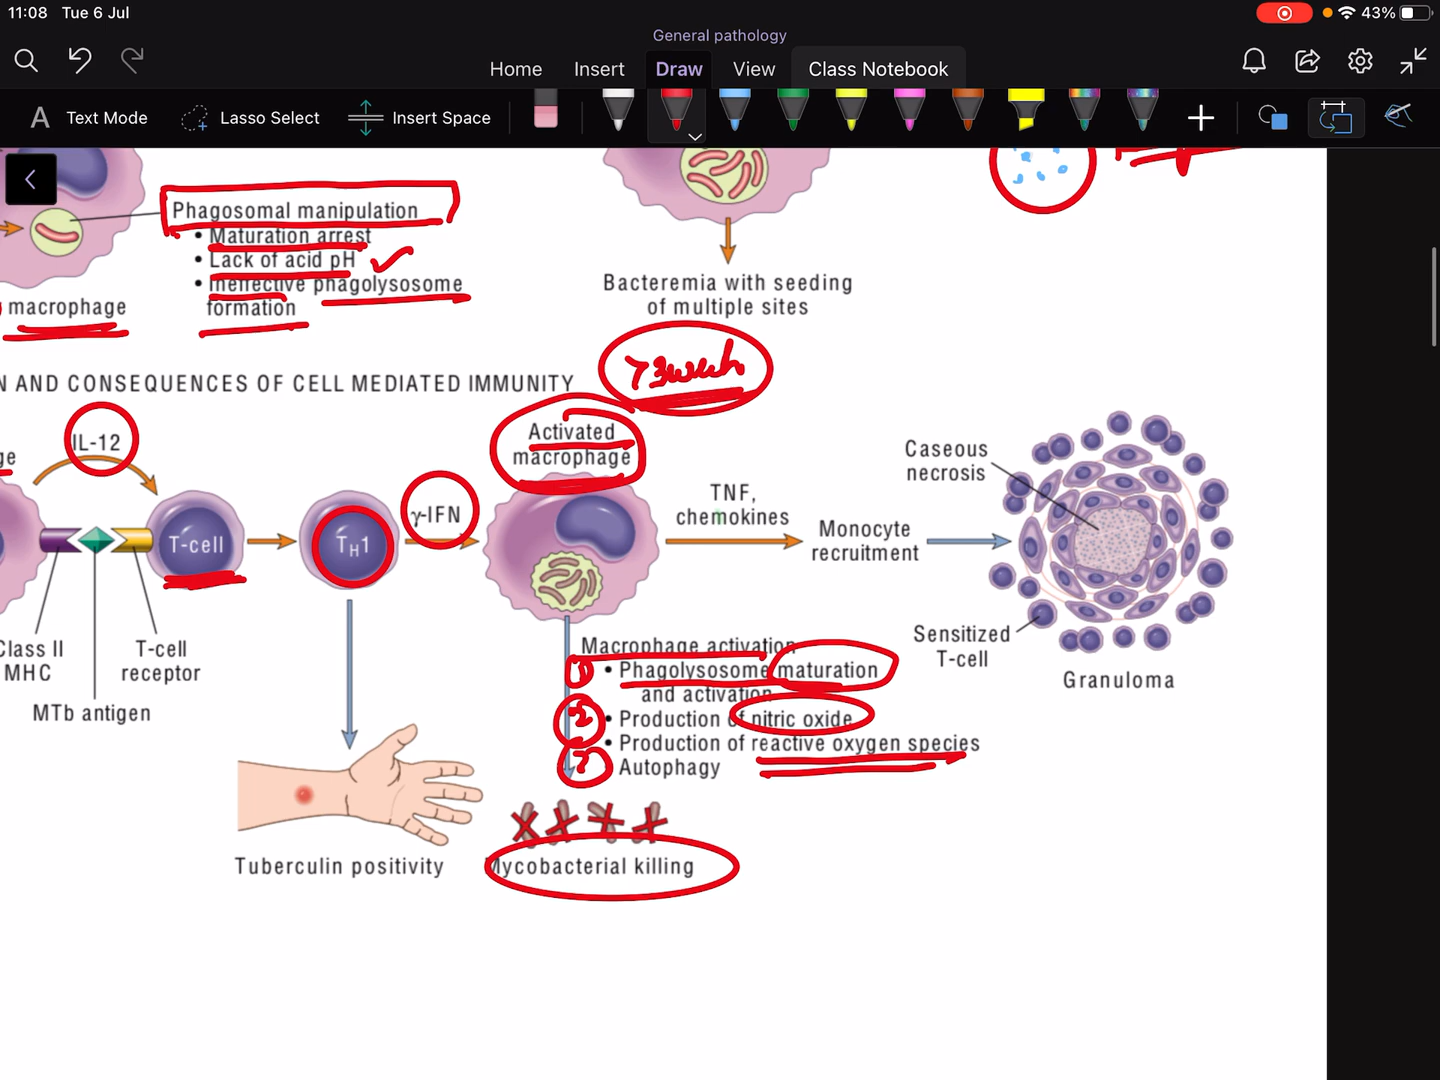 11:08 Tue 6 Jul
43%
General pathology
Home Insert Draw View Class Notebook
A Text Mode Lasso Select Insert Space
Phagosomal manipulation
• Maturation arrest
• Lack of acid pH
• Ineffective phagolysosome
formation
macrophage
Bacteremia with seeding
of multiple sites
N AND CONSEQUENCES OF CELL MEDIATED IMMUNITY
>3 week
IL-12
ge
Activated
macrophage
γ-IFN
T-cell
TH1
TNF,
chemokines
Monocyte
recruitment
Caseous
necrosis
Sensitized
T-cell
Granuloma
Class II
MHC
T-cell
receptor
MTb antigen
Macrophage activation
• Phagolysosome maturation
and activation
2
• Production of nitric oxide
• Production of reactive oxygen species
Autophagy
Tuberculin positivity
Mycobacterial killing